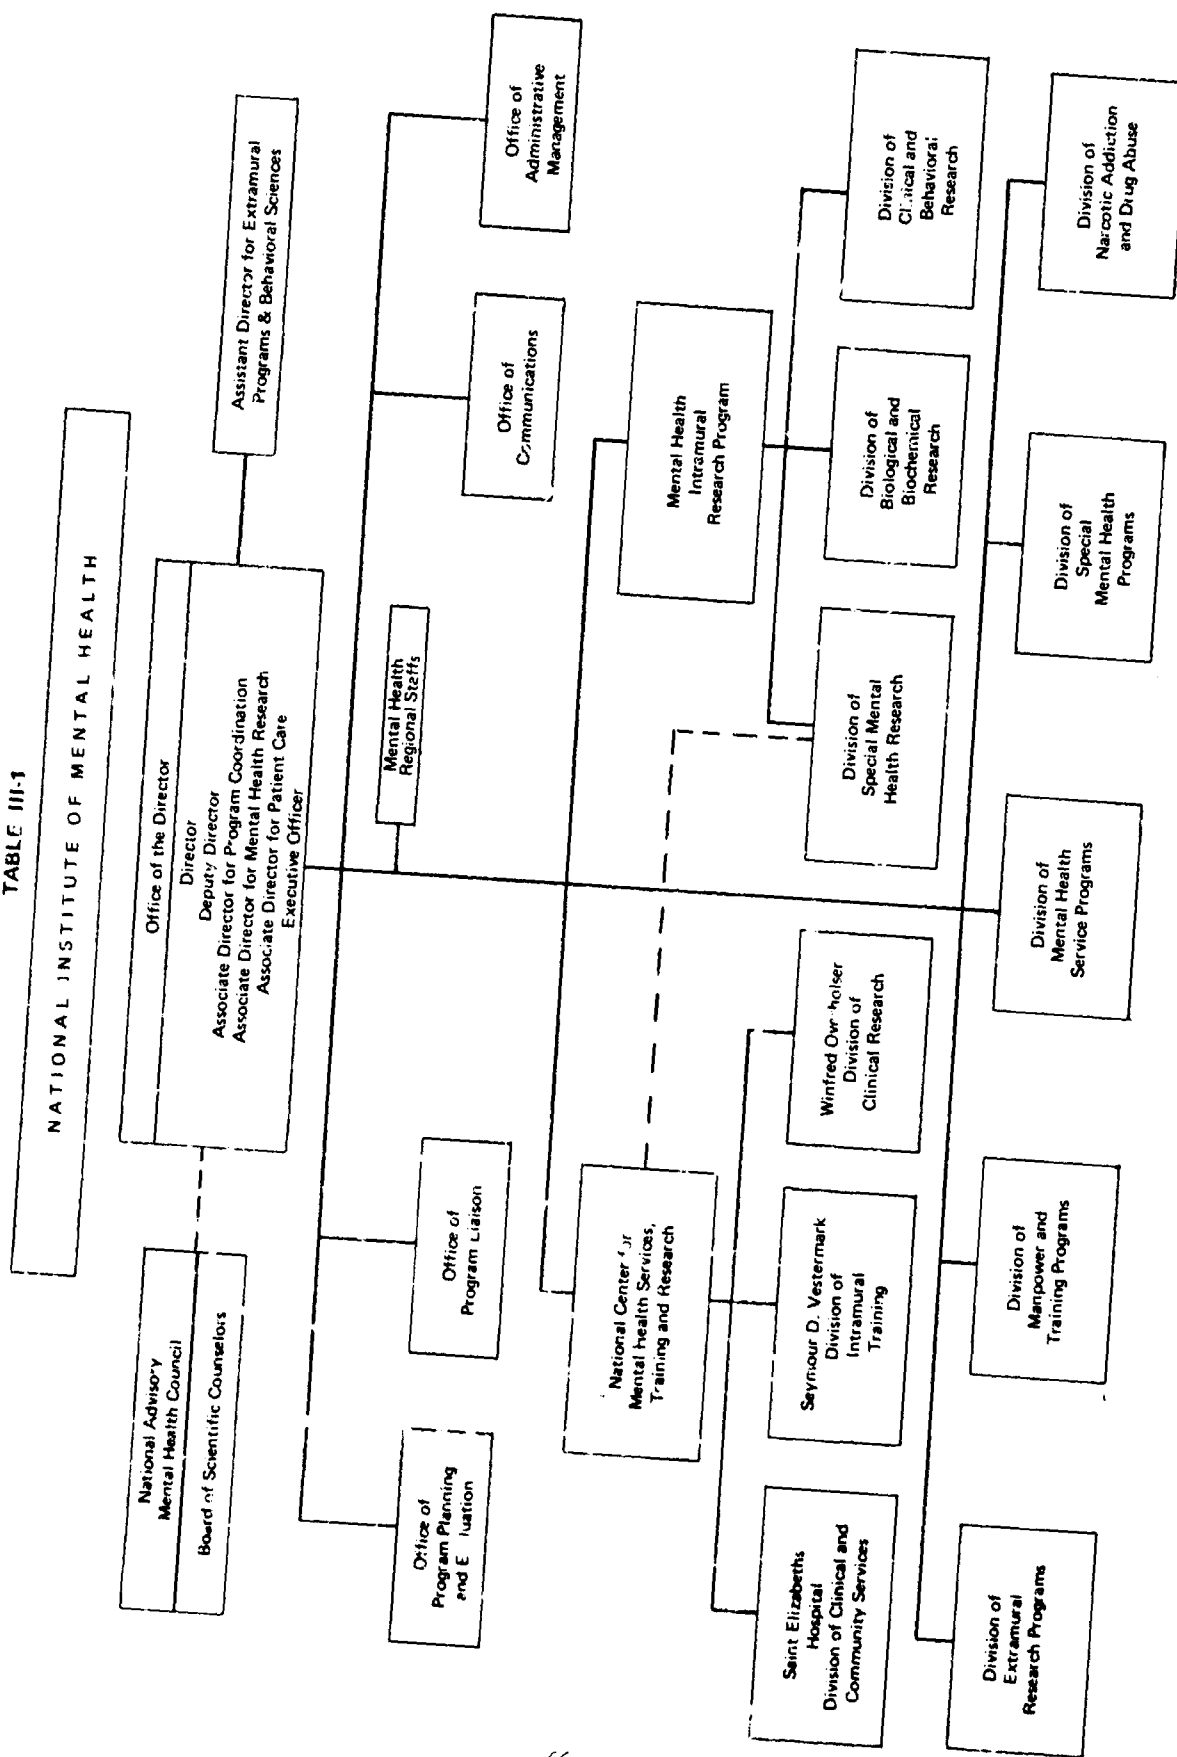 TABLE III-1
NATIONAL INSTITUTE OF MENTAL HEALTH
Office of the Director
Director
Deputy Director
Associate Director for Program Coordination
Associate Director for Mental Health Research
Associate Director for Patient Care
Executive Officer
National Advisory
Mental Health Council
Board of Scientific Counselors
Assistant Director for Extramural
Programs & Behavioral Sciences
Mental Health
Regional Staffs
Office of
Program Planning
and
Office of
Program Liaison
Office of
Communications
Office of
Administrative
Management
National Center for
Mental Health Services,
Training and Research
Mental Health
Intramural
Research Program
Saint Elizabeths
Hospital
Division of Clinical and
Community Services
Seymour D. Vestermark
Division of
Intramural
Training
Winfred
Division of
Clinical Research
Division of
Special Mental
Health Research
Division of
Biological and
Biochemical
Research
Division of
Clinical and
Behavioral
Research
Division of
Extramural
Research Programs
Division of
Manpower and
Training Programs
Division of
Mental Health
Service Programs
Division of
Special
Mental Health
Programs
Division of
Narcotic Addiction
and Drug Abuse